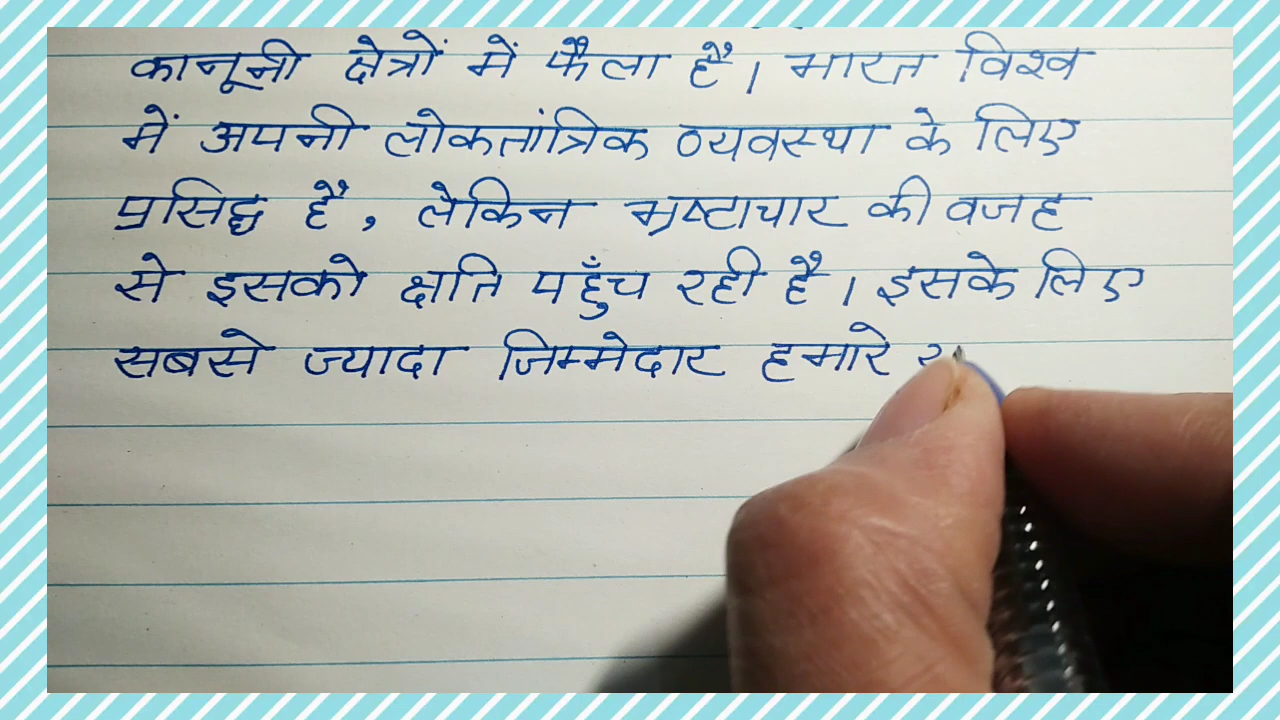 कानूनी क्षेत्रों में फैला है। भारत विश्व
में अपनी लोकतांत्रिक व्यवस्था के लिए
प्रसिद्ध है, लेकिन भ्रष्टाचार की वजह
से इसको क्षति पहुँच रही है। इसके लिए
सबसे ज्यादा जिम्मेदार हमारे